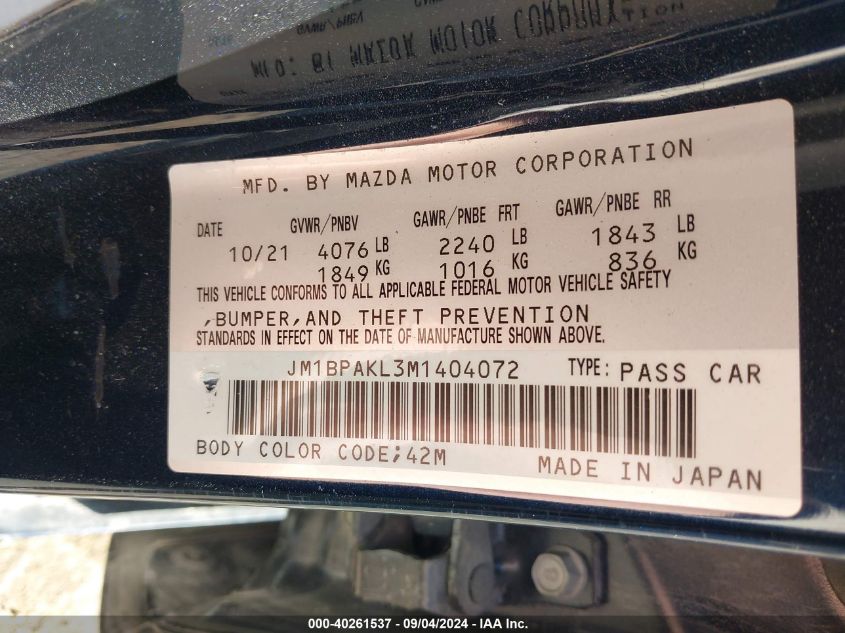 MFD. BY MAZDA MOTOR CORPORATION
DATE GVWR/PNBV GAWR/PNBE FRT GAWR/PNBE RR
10/21 4076 LB 2240 LB 1843 LB
1849 KG 1016 KG 836 KG
THIS VEHICLE CONFORMS TO ALL APPLICABLE FEDERAL MOTOR VEHICLE SAFETY
,BUMPER,AND THEFT PREVENTION
STANDARDS IN EFFECT ON THE DATE OF MANUFACTURE SHOWN ABOVE.
JM1BPAKL3M1404072 TYPE: PASS CAR
BODY COLOR CODE;42M
MADE IN JAPAN
000-40261537 - 09/04/2024 - IAA Inc.